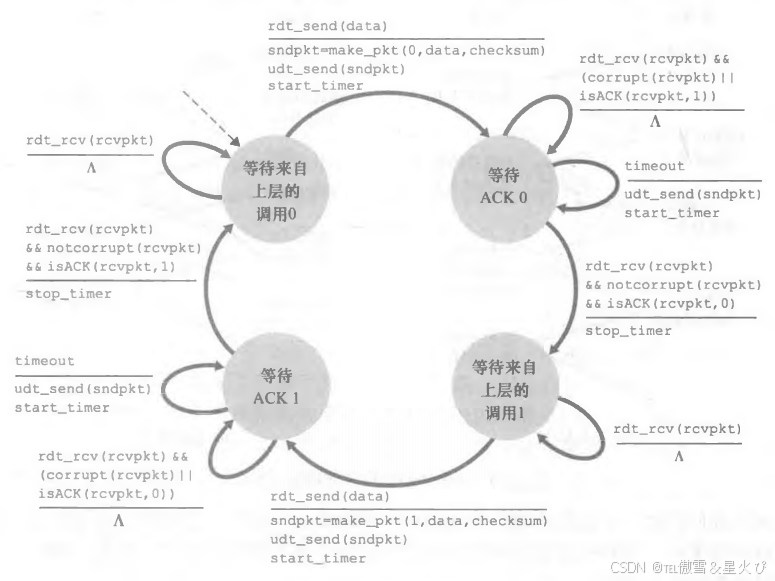 rdt_send(data)
sndpkt=make_pkt(0,data,checksum)
udt_send(sndpkt)
start_timer
rdt_rcv(rcvpkt) &&
(corrupt(rcvpkt)||
isACK(rcvpkt,1))
Λ
rdt_rcv(rcvpkt)
Λ
等待来自
上层的
调用0
等待
ACK 0
timeout
udt_send(sndpkt)
start_timer
rdt_rcv(rcvpkt)
&& notcorrupt(rcvpkt)
&& isACK(rcvpkt,1)
stop_timer
rdt_rcv(rcvpkt)
&& notcorrupt(rcvpkt)
&& isACK(rcvpkt,0)
stop_timer
timeout
udt_send(sndpkt)
start_timer
等待
ACK 1
等待来自
上层的
调用1
rdt_rcv(rcvpkt)
Λ
rdt_rcv(rcvpkt) &&
(corrupt(rcvpkt)||
isACK(rcvpkt,0))
Λ
rdt_send(data)
sndpkt=make_pkt(1,data,checksum)
udt_send(sndpkt)
start_timer
CSDN @℡傲雪&星火び